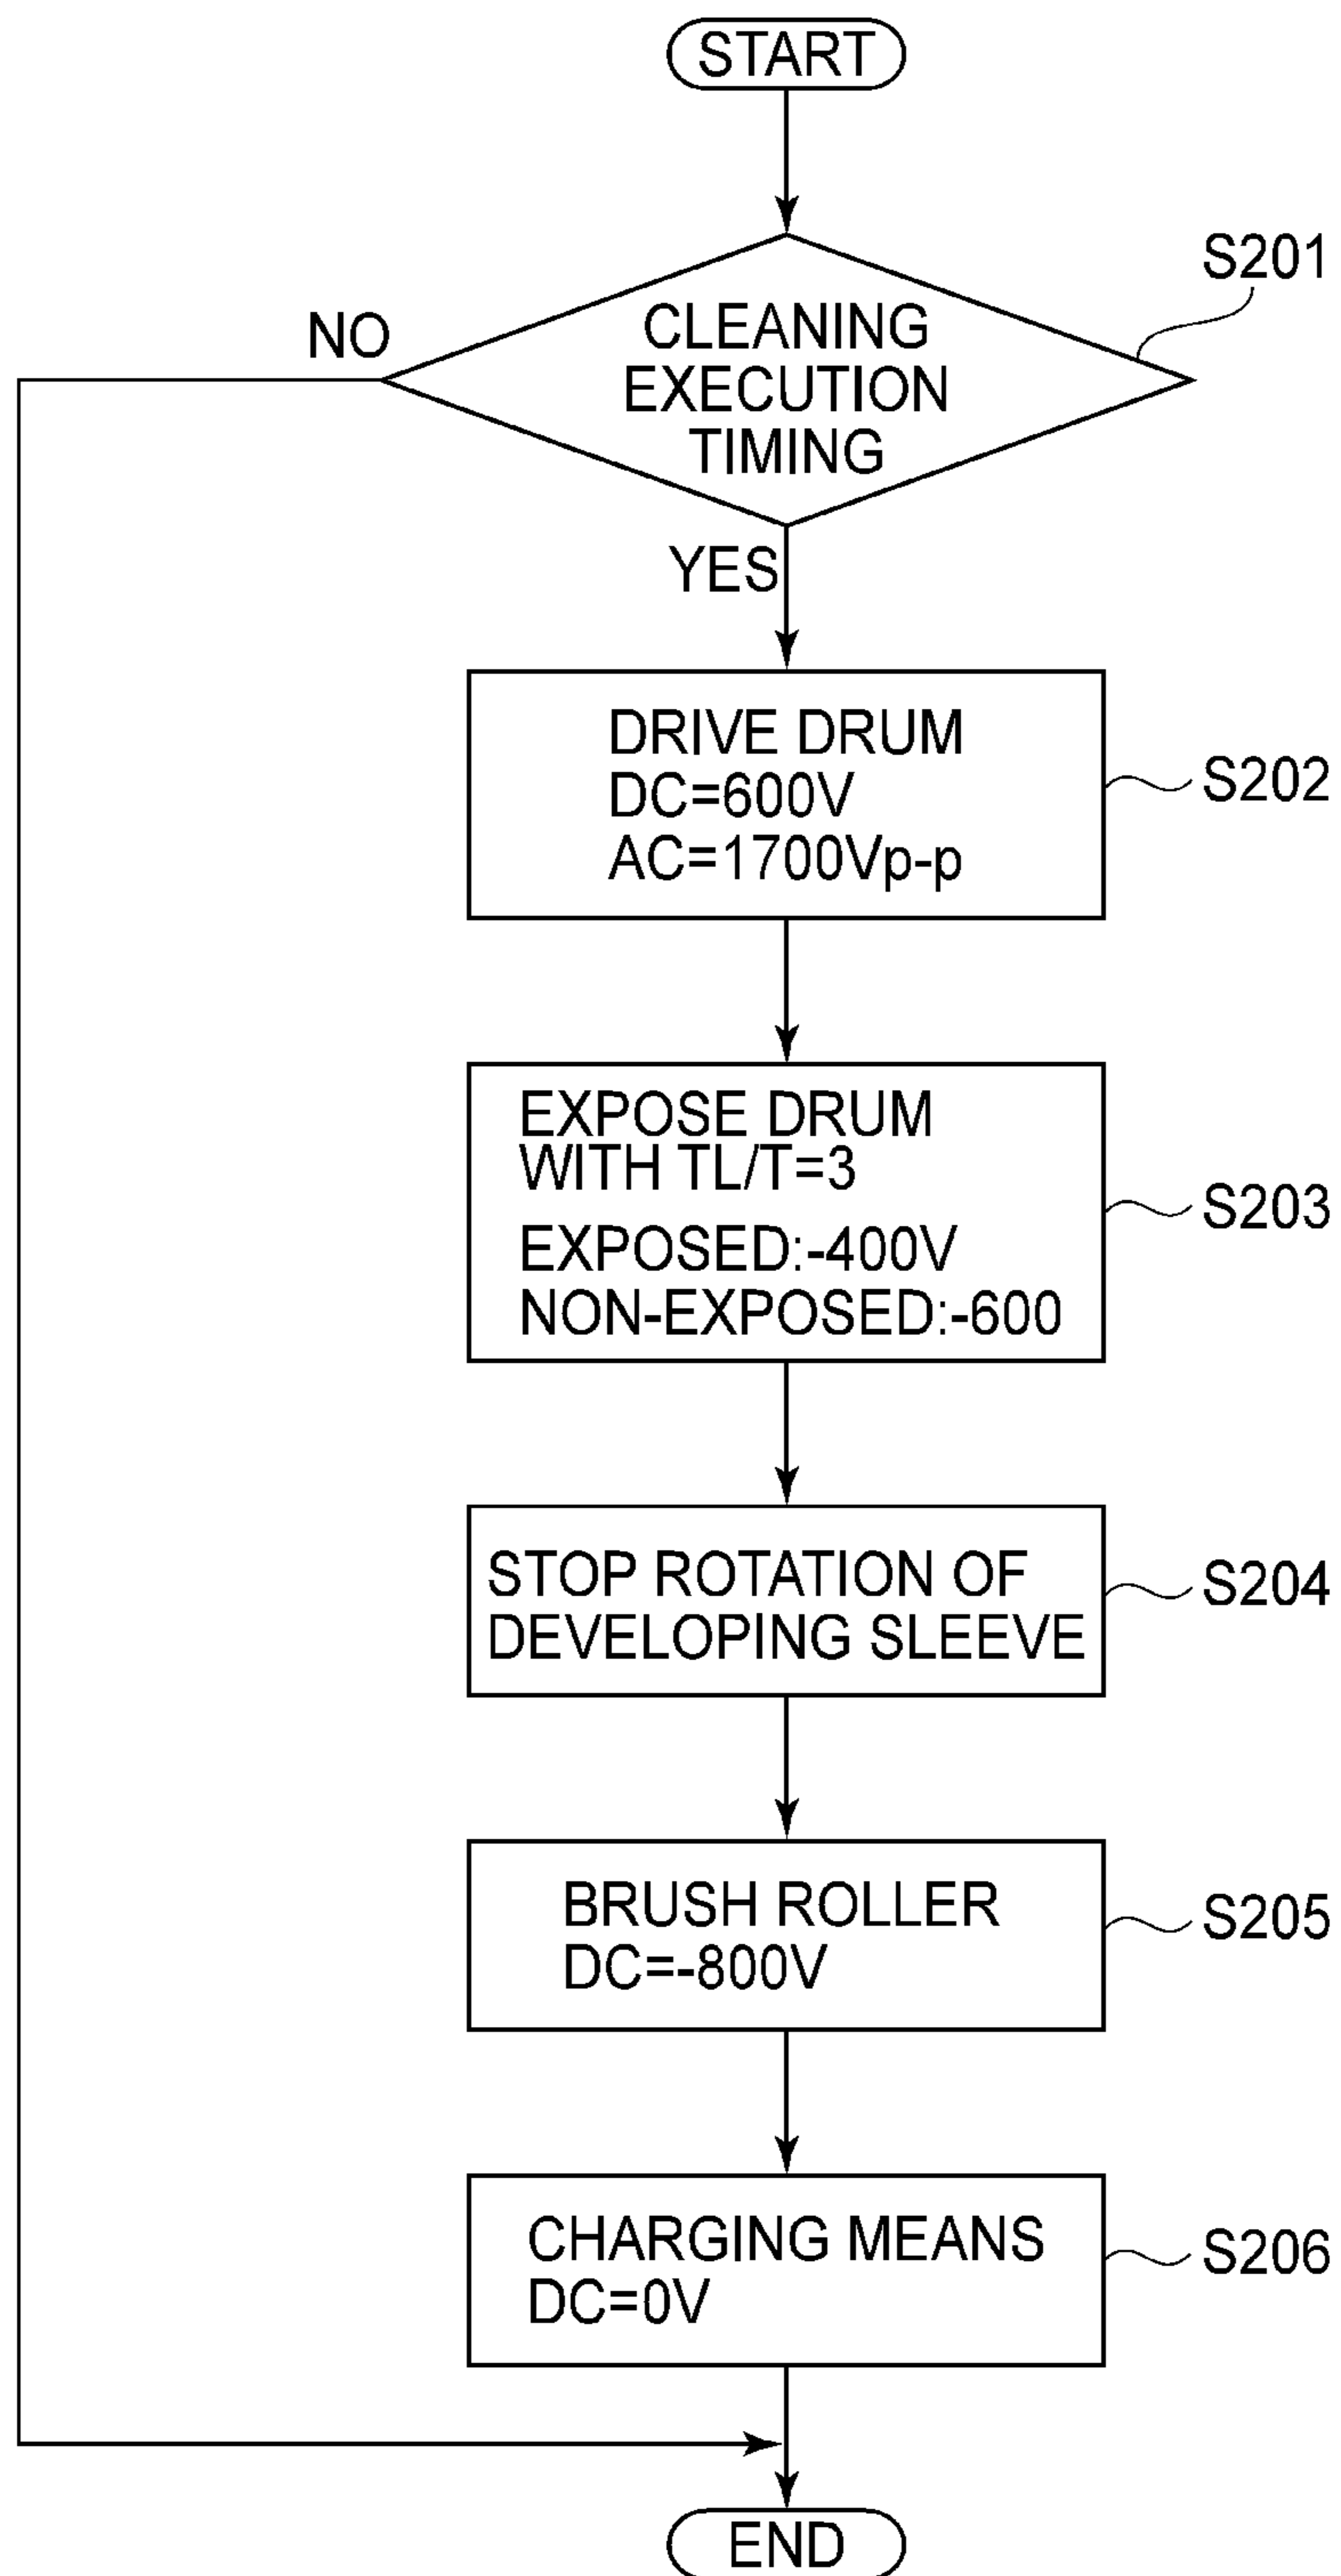 START
S201
NO
CLEANING
EXECUTION
TIMING
YES
DRIVE DRUM
DC=600V
AC=1700Vp-p
S202
EXPOSE DRUM
WITH TL/T=3
EXPOSED:-400V
NON-EXPOSED:-600
S203
STOP ROTATION OF
DEVELOPING SLEEVE
S204
BRUSH ROLLER
DC=-800V
S205
CHARGING MEANS
DC=0V
S206
END